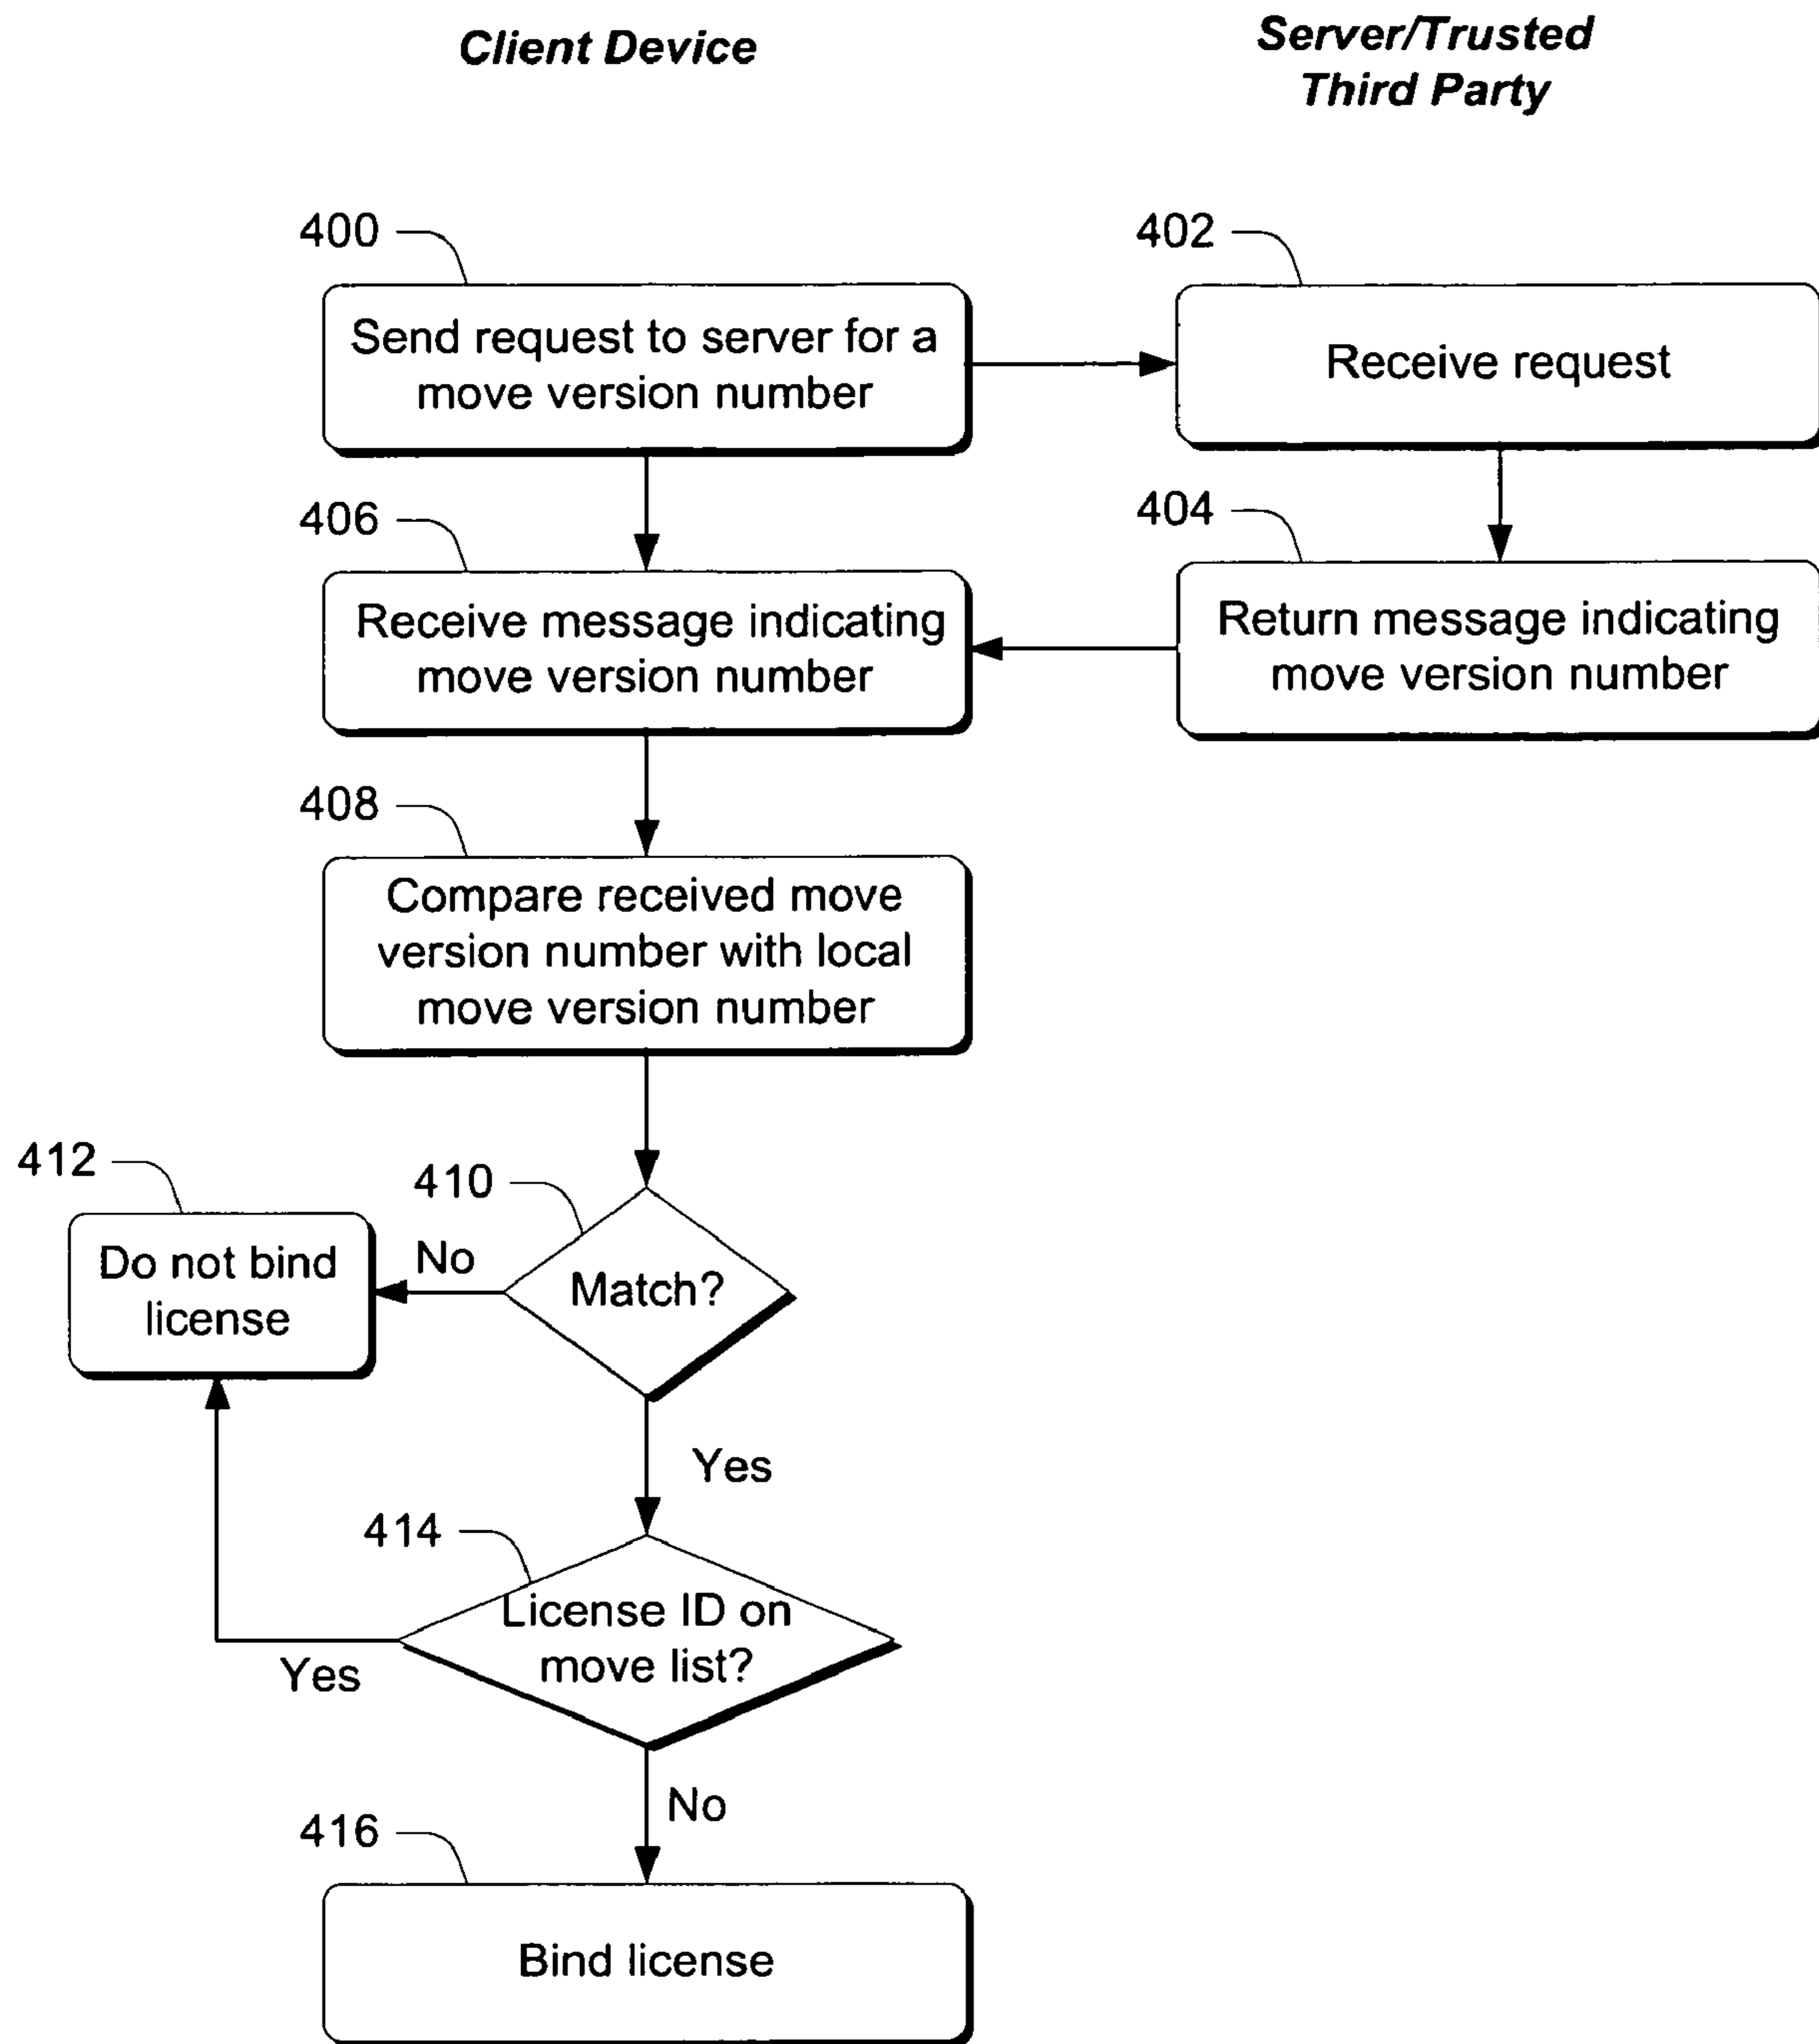 Client Device
Server/Trusted
Third Party
400
Send request to server for a
move version number
402
Receive request
406
Receive message indicating
move version number
404
Return message indicating
move version number
408
Compare received move
version number with local
move version number
410
Match?
No
412
Do not bind
license
Yes
414
License ID on
move list?
Yes
No
416
Bind license